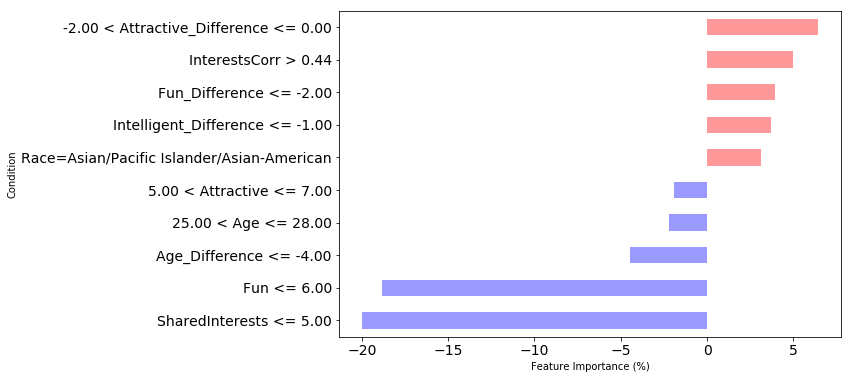 -2.00 < Attractive_Difference <= 0.00
InterestsCorr > 0.44
Fun_Difference <= -2.00
Intelligent_Difference <= -1.00
Race=Asian/Pacific Islander/Asian-American
5.00 < Attractive <= 7.00
25.00 < Age <= 28.00
Age_Difference <= -4.00
Fun <= 6.00
SharedInterests <= 5.00
Condition
−20 −15 −10 −5 0 5
Feature Importance (%)